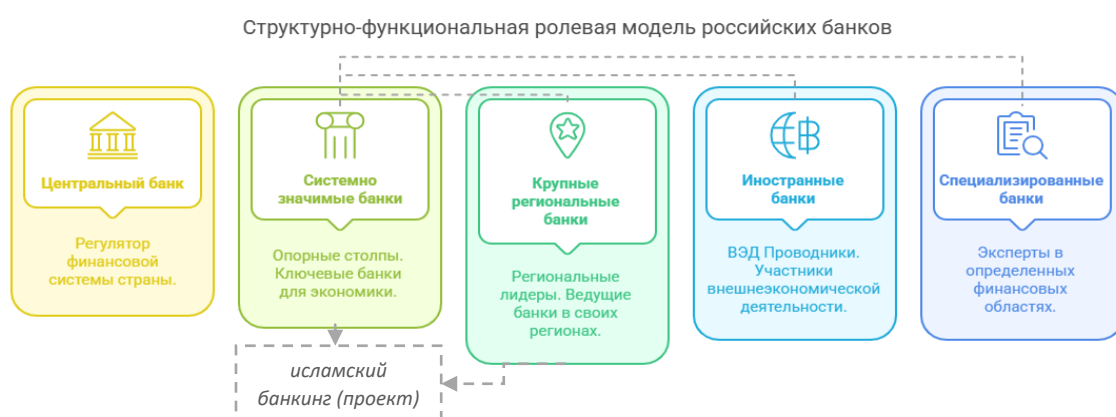 Структурно-функциональная ролевая модель российских банков
Центральный банк
Регулятор
финансовой
системы страны.
Системно
значимые банки
Опорные столпы.
Ключевые банки
для экономики.
Крупные
региональные
банки
Региональные
лидеры. Ведущие
банки в своих
регионах.
Иностранные
банки
ВЭД Проводники.
Участники
внешнеэкономической
деятельности.
Специализированные
банки
Эксперты в
определенных
финансовых
областях.
исламский
банкинг (проект)